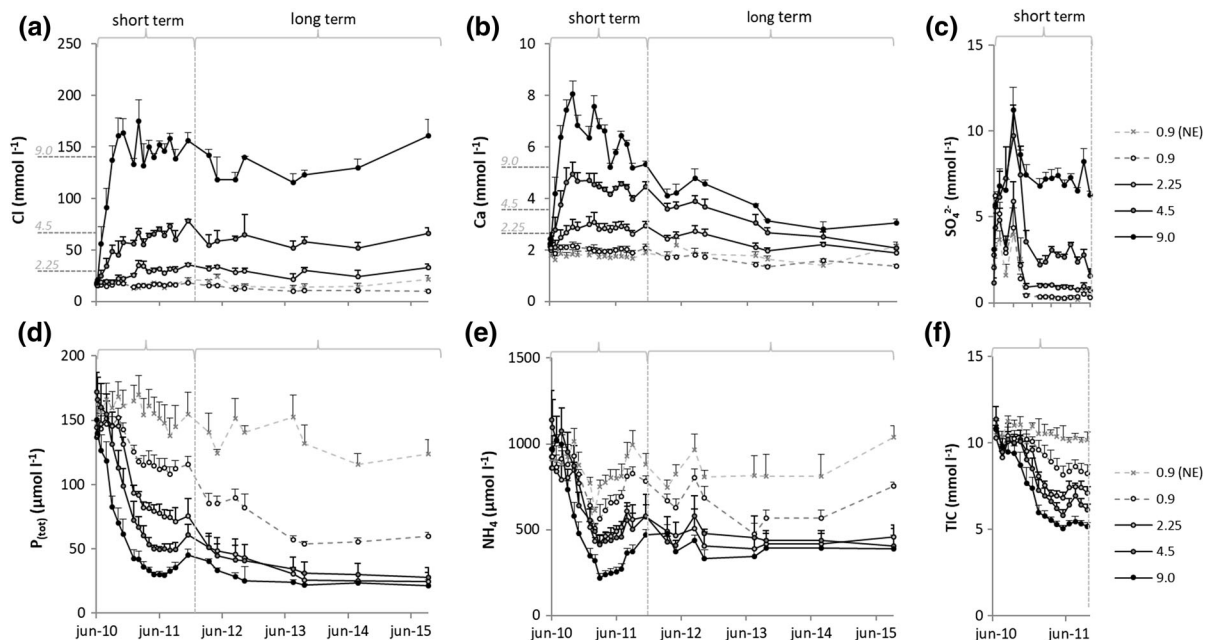 (a)
short term
long term
Cl (mmol l⁻¹)
250
200
150
100
50
0
9.0
4.5
2.25
(b)
short term
long term
Ca (mmol l⁻¹)
10
8
6
4
2
0
9.0
4.5
2.25
(c)
short term
SO₄²⁻ (mmol l⁻¹)
15
10
5
0
0.9 (NE)
0.9
2.25
4.5
9.0
(d)
P(tot) (µmol l⁻¹)
200
150
100
50
0
jun-10
jun-11
jun-12
jun-13
jun-14
jun-15
(e)
NH₄ (µmol l⁻¹)
1500
1000
500
0
jun-10
jun-11
jun-12
jun-13
jun-14
jun-15
(f)
TIC (mmol l⁻¹)
15
10
5
0
jun-10
jun-11
0.9 (NE)
0.9
2.25
4.5
9.0